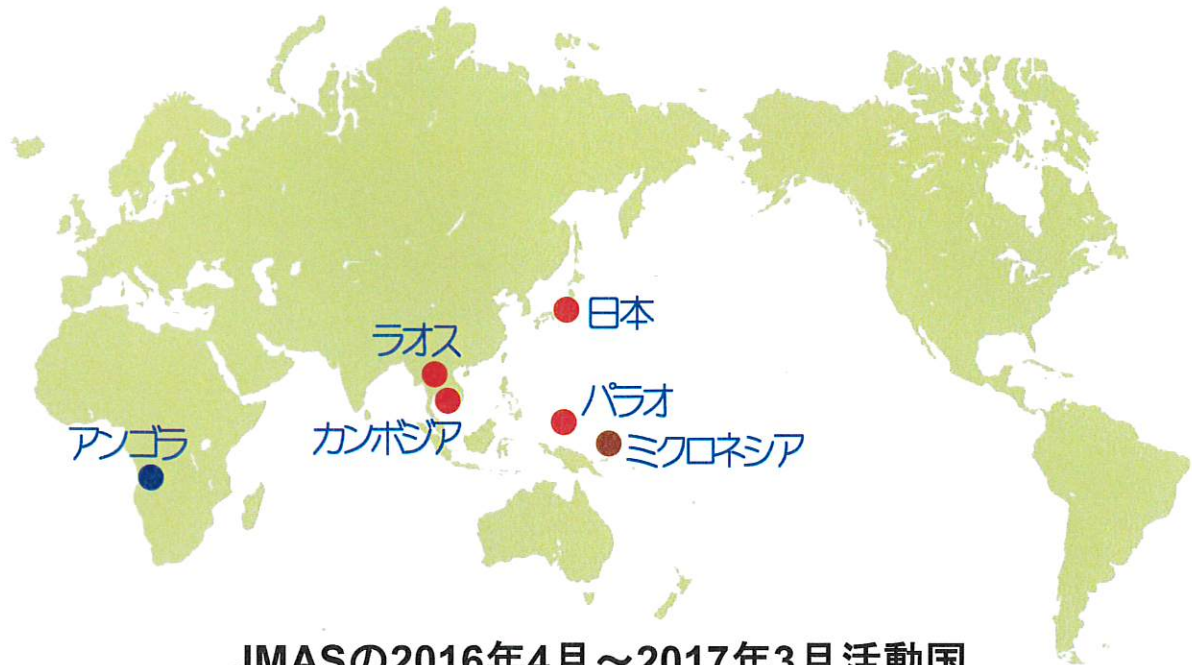 日本
ラオス
パラオ
カンボジア
アンゴラ
ミクロネシア
JMASの2016年4月～2017年3月活動国